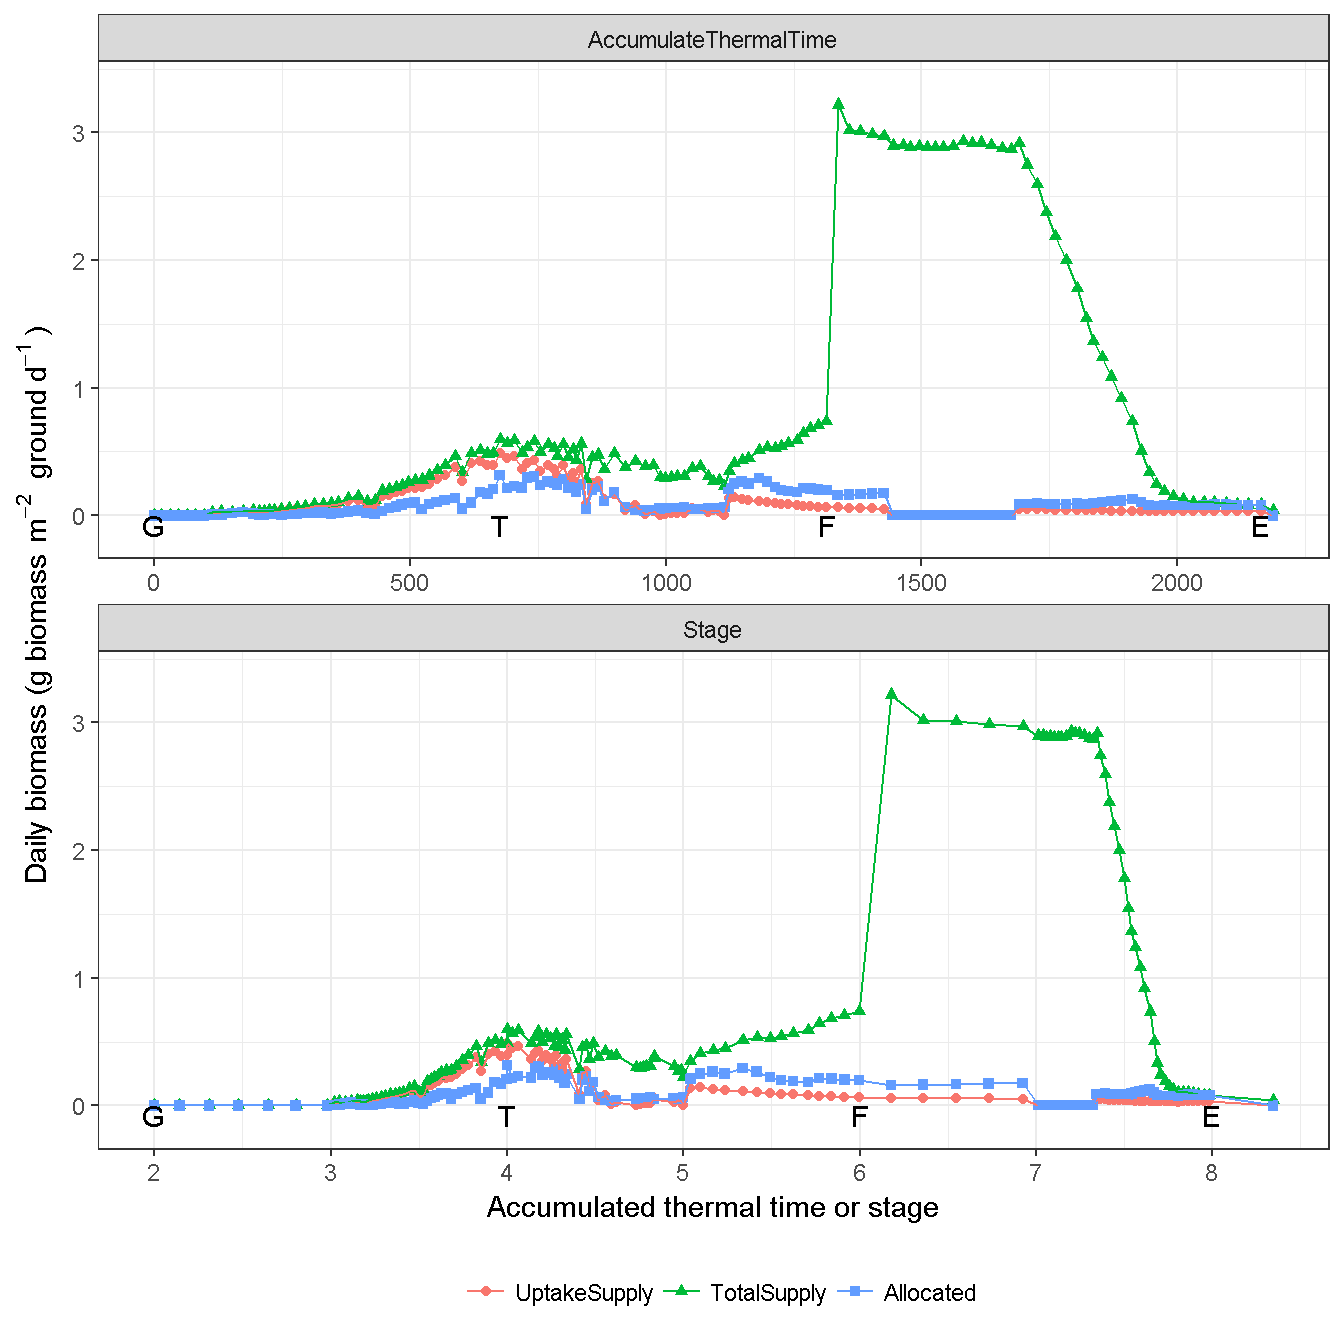 AccumulateThermalTime
3
2
1
0
G T F E
0 500 1000 1500 2000
Stage
3
2
1
0
G T F E
2 3 4 5 6 7 8
Daily biomass (g biomass m⁻² ground d⁻¹ )
Accumulated thermal time or stage
UptakeSupply TotalSupply Allocated